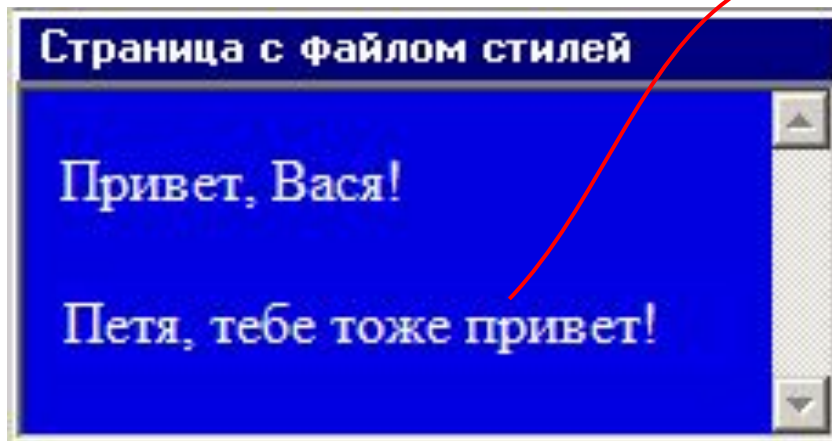 Страница с файлом стилей
Привет, Вася!
Петя, тебе тоже привет!